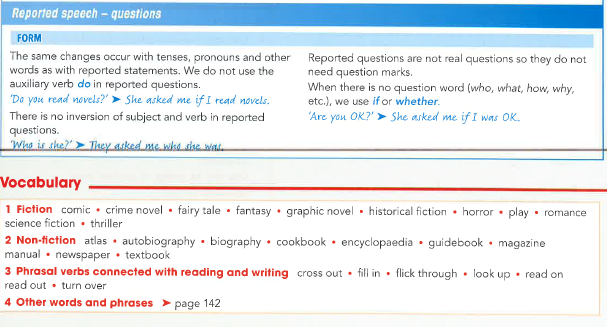 Reported speech – questions
FORM
The same changes occur with tenses, pronouns and other
words as with reported statements. We do not use the
auxiliary verb do in reported questions.
'Do you read novels?' ➤ She asked me if I read novels.
There is no inversion of subject and verb in reported
questions.
'Who is she?' ➤ They asked me who she was.
Reported questions are not real questions so they do not
need question marks.
When there is no question word (who, what, how, why,
etc.), we use if or whether.
'Are you OK?' ➤ She asked me if I was OK.
Vocabulary
1 Fiction comic • crime novel • fairy tale • fantasy • graphic novel • historical fiction • horror • play • romance
science fiction • thriller
2 Non-fiction atlas • autobiography • biography • cookbook • encyclopaedia • guidebook • magazine
manual • newspaper • textbook
3 Phrasal verbs connected with reading and writing cross out • fill in • flick through • look up • read on
read out • turn over
4 Other words and phrases ➤ page 142